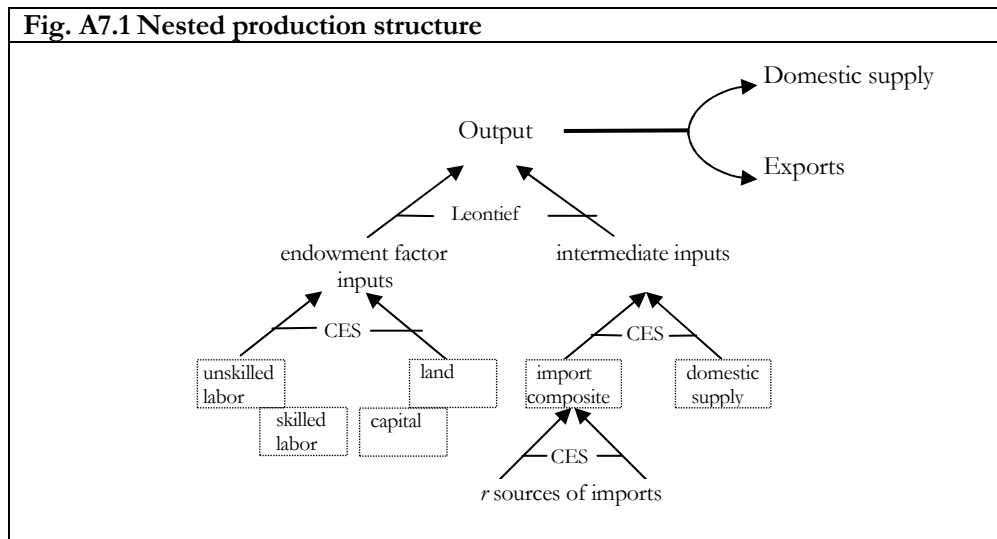 Fig. A7.1 Nested production structure
Domestic supply
Output
Exports
Leontief
endowment factor
inputs
intermediate inputs
CES
CES
unskilled
labor
land
import
composite
domestic
supply
skilled
labor
capital
CES
r sources of imports